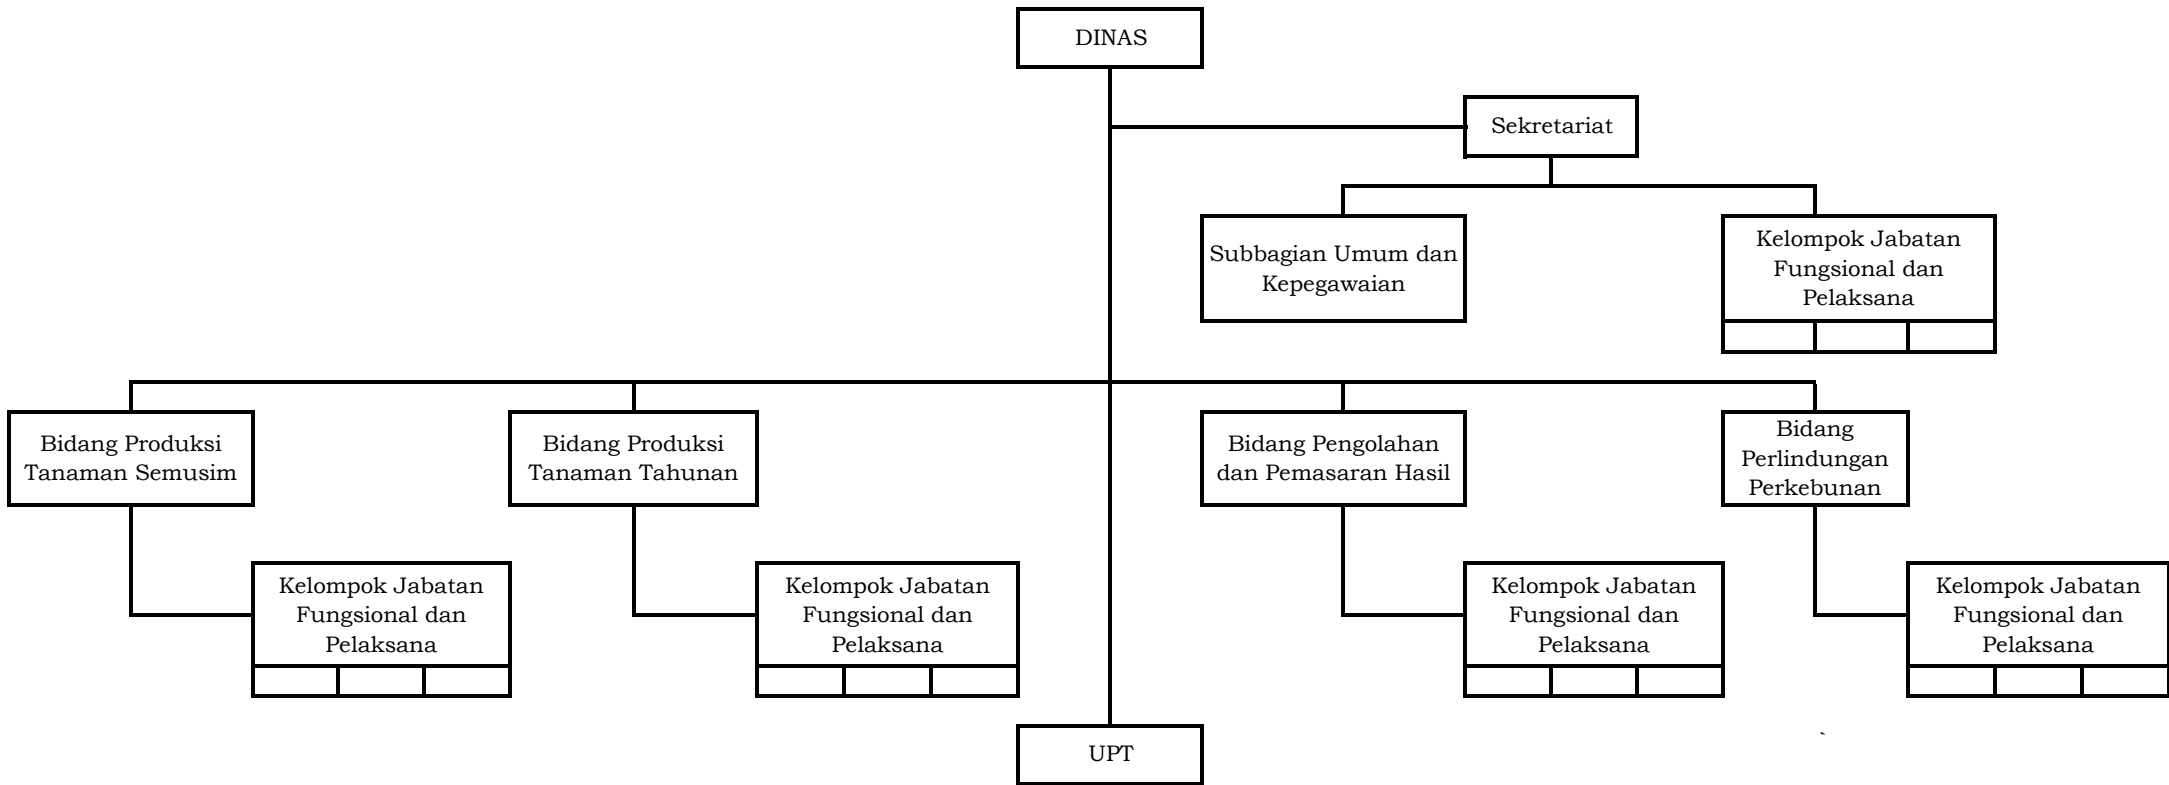 DINAS
Sekretariat
Subbagian Umum dan
Kepegawaian
Kelompok Jabatan
Fungsional dan
Pelaksana
Bidang Produksi
Tanaman Semusim
Bidang Produksi
Tanaman Tahunan
Bidang Pengolahan
dan Pemasaran Hasil
Bidang
Perlindungan
Perkebunan
Kelompok Jabatan
Fungsional dan
Pelaksana
Kelompok Jabatan
Fungsional dan
Pelaksana
Kelompok Jabatan
Fungsional dan
Pelaksana
Kelompok Jabatan
Fungsional dan
Pelaksana
`
UPT